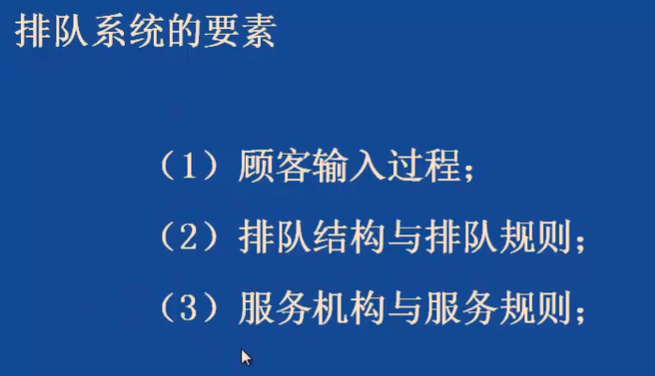 排队系统的要素
（1）顾客输入过程；
（2）排队结构与排队规则；
（3）服务机构与服务规则；